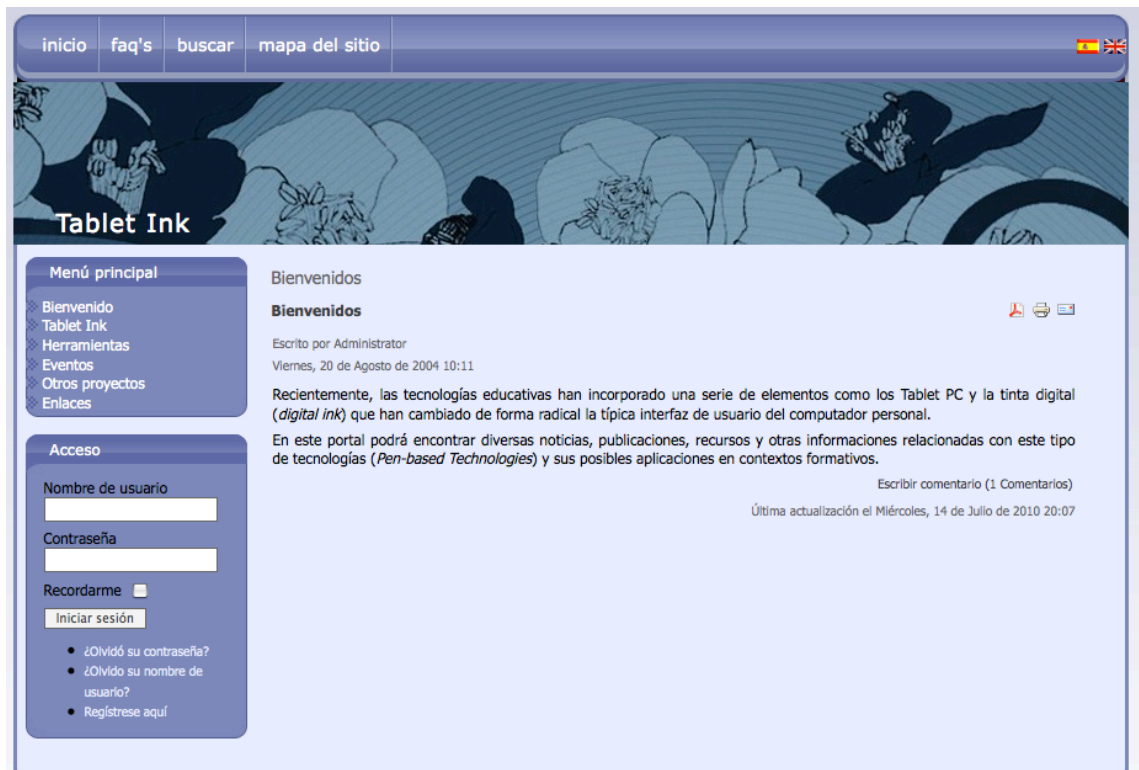 inicio faq's buscar mapa del sitio
Tablet Ink
Menú principal
Bienvenido
Tablet Ink
Herramientas
Eventos
Otros proyectos
Enlaces
Acceso
Nombre de usuario
Contraseña
Recordarme
Iniciar sesión
¿Olvidó su contraseña?
¿Olvido su nombre de
usuario?
Regístrese aquí
Bienvenidos
Bienvenidos
Escrito por Administrator
Viernes, 20 de Agosto de 2004 10:11
Recientemente, las tecnologías educativas han incorporado una serie de elementos como los Tablet PC y la tinta digital
(digital ink) que han cambiado de forma radical la típica interfaz de usuario del computador personal.
En este portal podrá encontrar diversas noticias, publicaciones, recursos y otras informaciones relacionadas con este tipo
de tecnologías (Pen-based Technologies) y sus posibles aplicaciones en contextos formativos.
Escribir comentario (1 Comentarios)
Última actualización el Miércoles, 14 de Julio de 2010 20:07